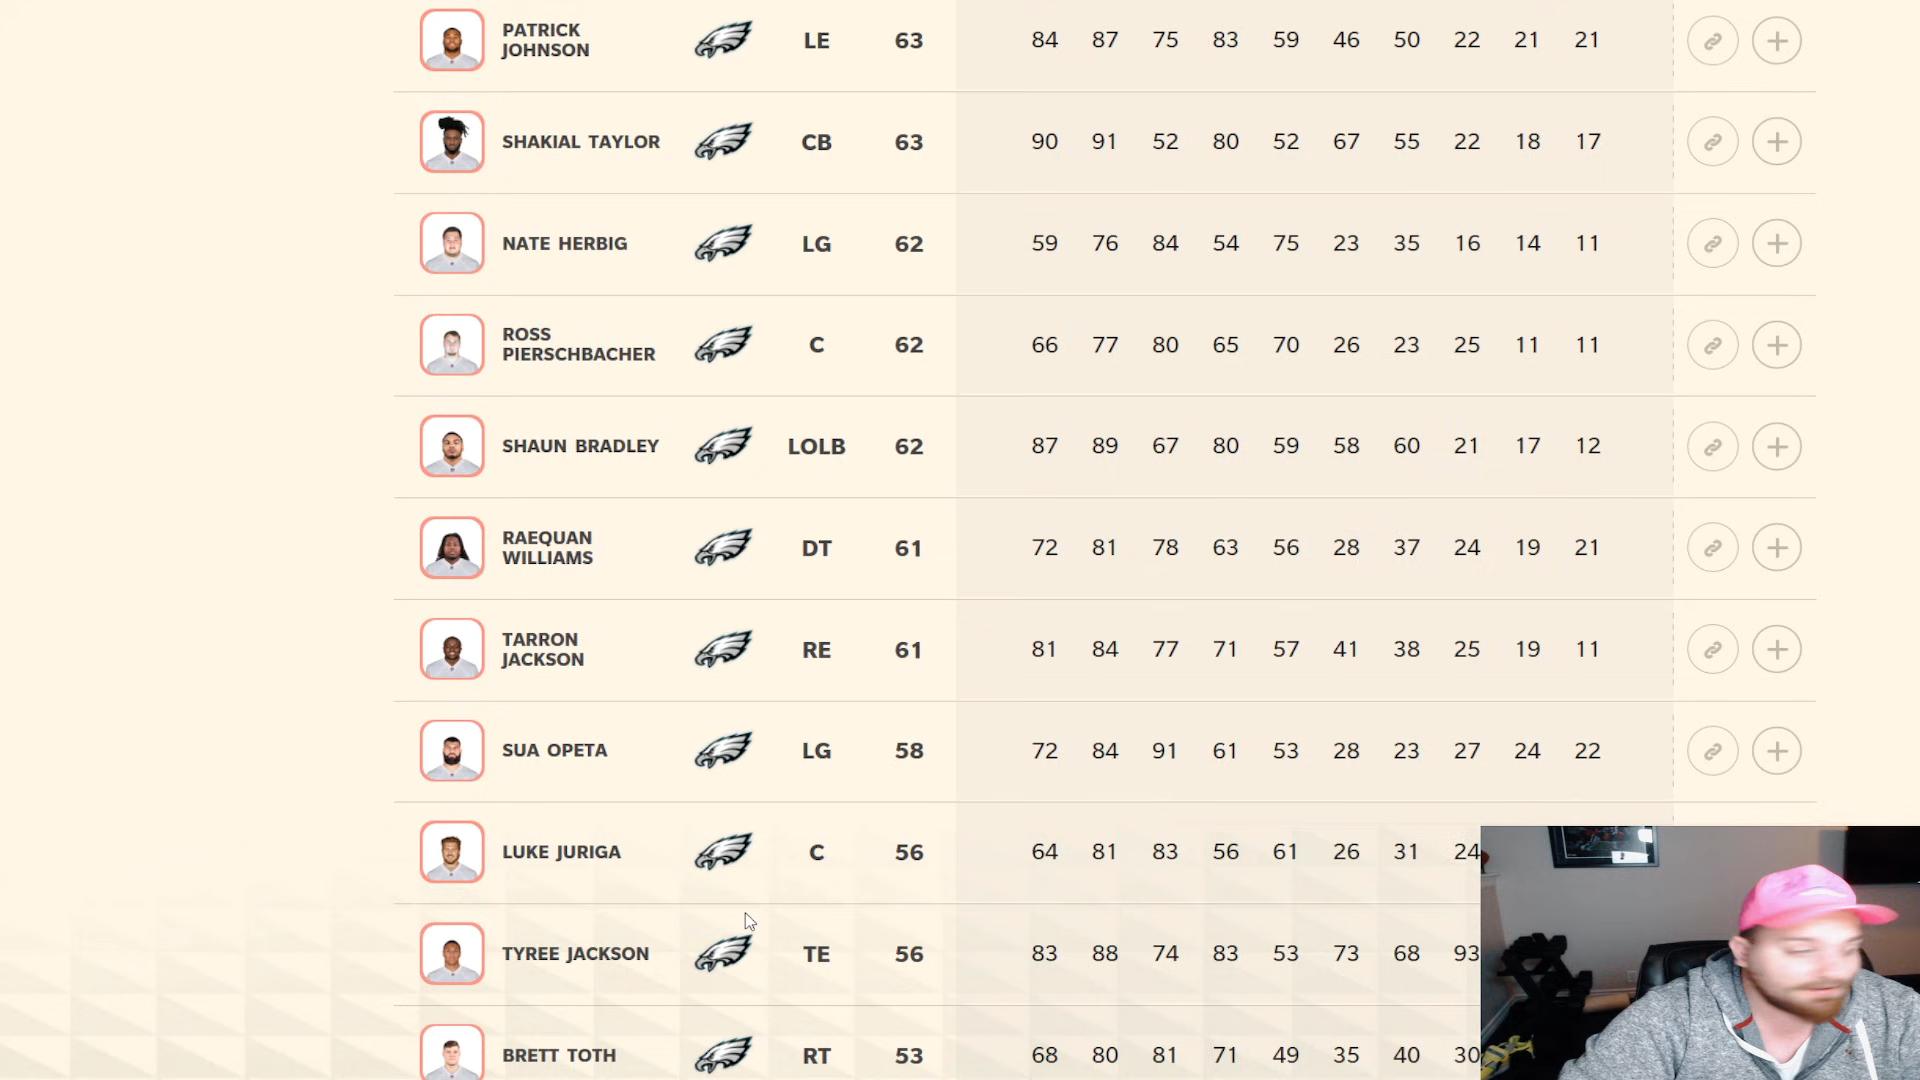 PATRICK
JOHNSON LE 63 84 87 75 83 59 46 50 22 21 21
SHAKIAL TAYLOR CB 63 90 91 52 80 52 67 55 22 18 17
NATE HERBIG LG 62 59 76 84 54 75 23 35 16 14 11
ROSS
PIERSCHBACHER C 62 66 77 80 65 70 26 23 25 11 11
SHAUN BRADLEY LOLB 62 87 89 67 80 59 58 60 21 17 12
RAEQUAN
WILLIAMS DT 61 72 81 78 63 56 28 37 24 19 21
TARRON
JACKSON RE 61 81 84 77 71 57 41 38 25 19 11
SUA OPETA LG 58 72 84 91 61 53 28 23 27 24 22
LUKE JURIGA C 56 64 81 83 56 61 26 31 24
TYREE JACKSON TE 56 83 88 74 83 53 73 68 93
BRETT TOTH RT 53 68 80 81 71 49 35 40 30